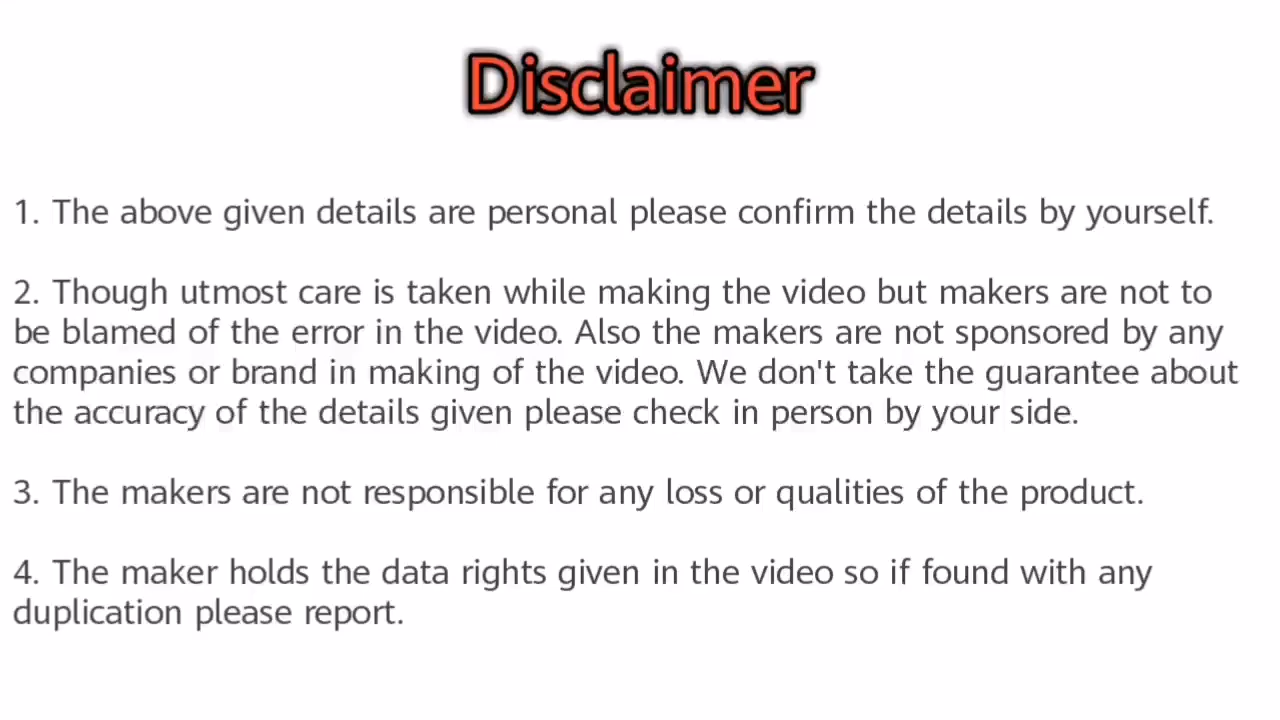 Disclaimer
1. The above given details are personal please confirm the details by yourself.
2. Though utmost care is taken while making the video but makers are not to
be blamed of the error in the video. Also the makers are not sponsored by any
companies or brand in making of the video. We don't take the guarantee about
the accuracy of the details given please check in person by your side.
3. The makers are not responsible for any loss or qualities of the product.
4. The maker holds the data rights given in the video so if found with any
duplication please report.